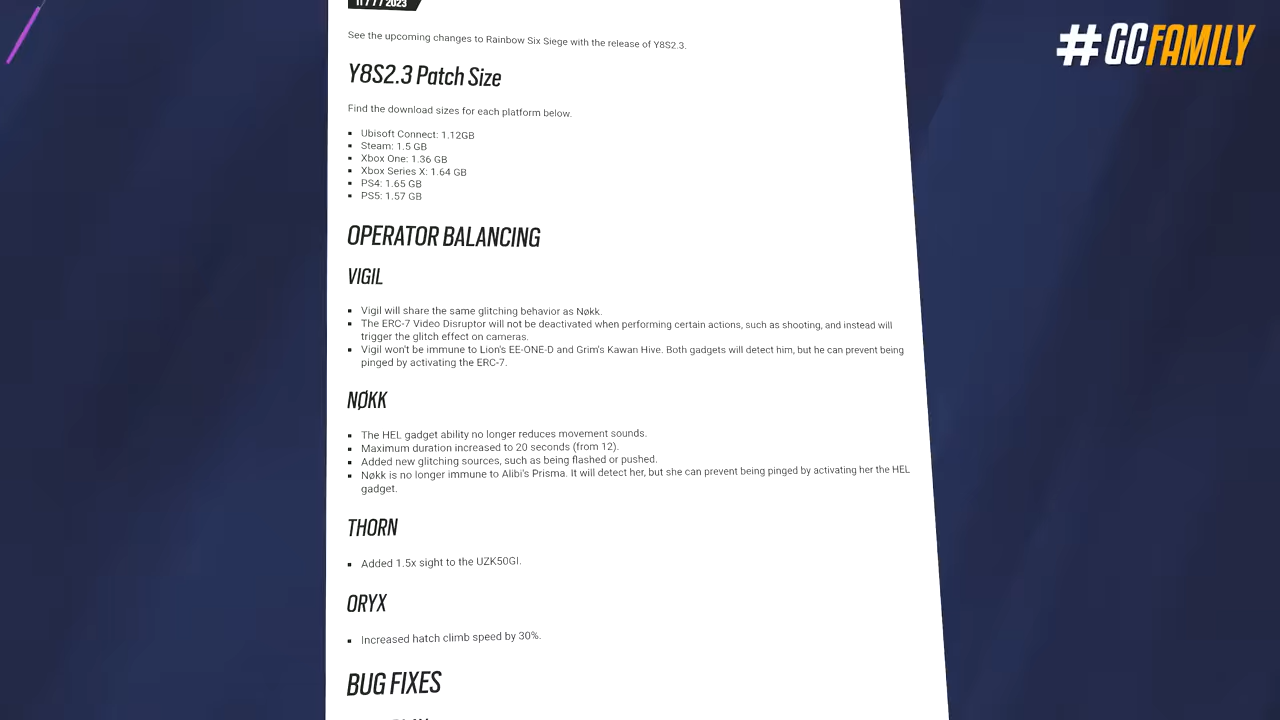 #GCFAMILY
2023
See the upcoming changes to Rainbow Six Siege with the release of Y8S2.3.
Y8S2.3 Patch Size
Find the download sizes for each platform below.
Ubisoft Connect: 1.12GB
Steam: 1.5 GB
Xbox One: 1.36 GB
Xbox Series X: 1.64 GB
PS4: 1.65 GB
PS5: 1.57 GB
OPERATOR BALANCING
VIGIL
Vigil will share the same glitching behavior as Nøkk.
The ERC-7 Video Disruptor will not be deactivated when performing certain actions, such as shooting, and instead will
trigger the glitch effect on cameras.
Vigil won't be immune to Lion's EE-ONE-D and Grim's Kawan Hive. Both gadgets will detect him, but he can prevent being
pinged by activating the ERC-7.
NØKK
The HEL gadget ability no longer reduces movement sounds.
Maximum duration increased to 20 seconds (from 12).
Added new glitching sources, such as being flashed or pushed.
Nøkk is no longer immune to Alibi's Prisma. It will detect her, but she can prevent being pinged by activating her the HEL
gadget.
THORN
Added 1.5x sight to the UZK50GI.
ORYX
Increased hatch climb speed by 30%.
BUG FIXES